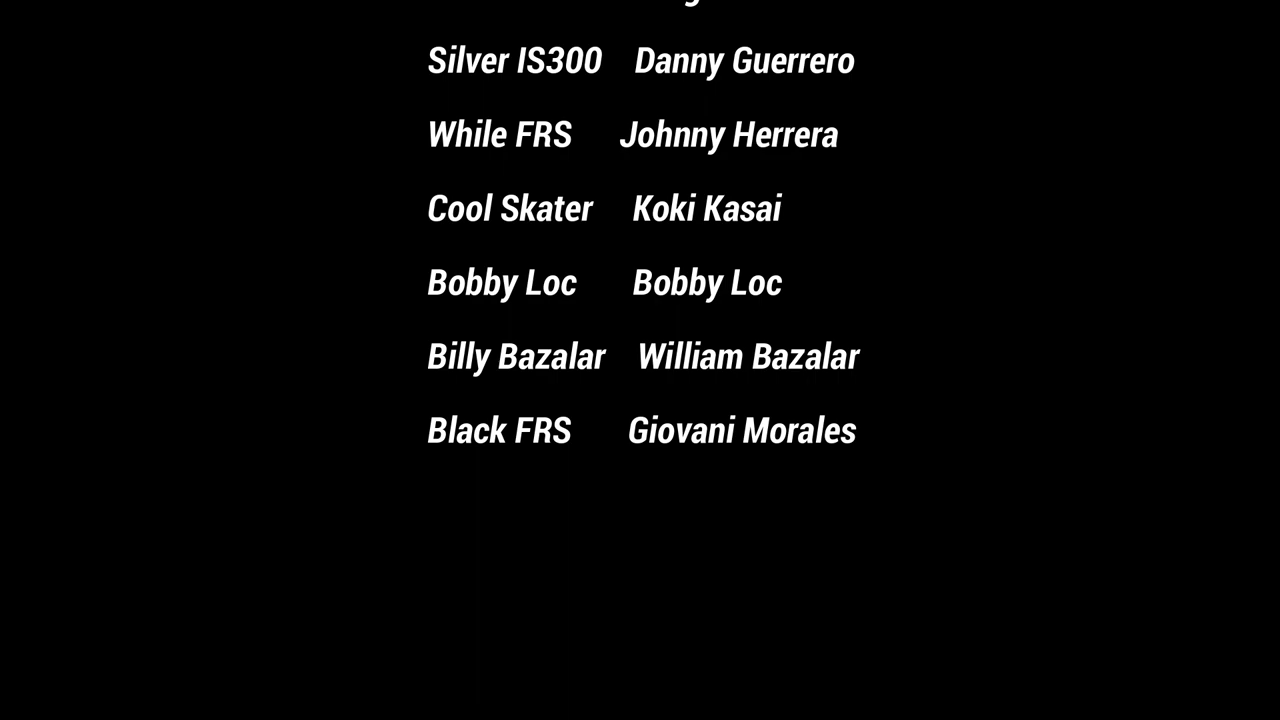 Silver IS300 Danny Guerrero
While FRS Johnny Herrera
Cool Skater Koki Kasai
Bobby Loc Bobby Loc
Billy Bazalar William Bazalar
Black FRS Giovani Morales